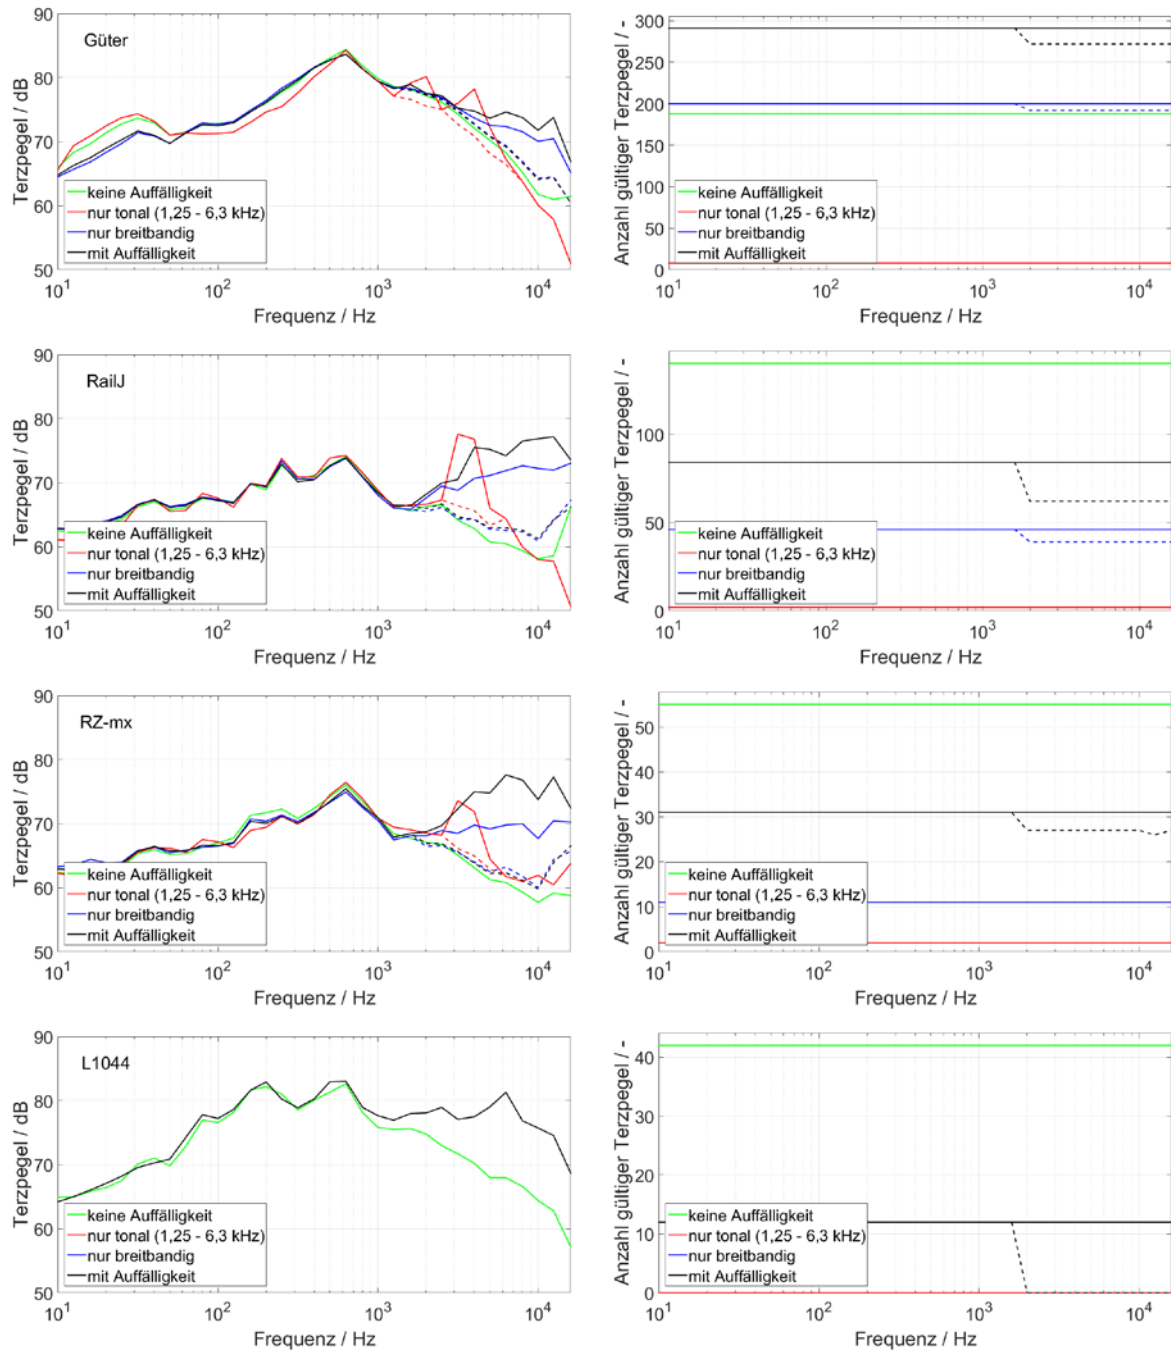 90
80
70
60
50
Terzpegel / dB
Güter
keine Auffälligkeit
nur tonal (1,25 - 6,3 kHz)
nur breitbandig
mit Auffälligkeit
10^1 10^2 10^3 10^4
Frequenz / Hz
300
250
200
150
100
50
0
Anzahl gültiger Terzpegel / -
keine Auffälligkeit
nur tonal (1,25 - 6,3 kHz)
nur breitbandig
mit Auffälligkeit
10^1 10^2 10^3 10^4
Frequenz / Hz
90
80
70
60
50
Terzpegel / dB
RailJ
keine Auffälligkeit
nur tonal (1,25 - 6,3 kHz)
nur breitbandig
mit Auffälligkeit
10^1 10^2 10^3 10^4
Frequenz / Hz
100
50
0
Anzahl gültiger Terzpegel / -
keine Auffälligkeit
nur tonal (1,25 - 6,3 kHz)
nur breitbandig
mit Auffälligkeit
10^1 10^2 10^3 10^4
Frequenz / Hz
90
80
70
60
50
Terzpegel / dB
RZ-mx
keine Auffälligkeit
nur tonal (1,25 - 6,3 kHz)
nur breitbandig
mit Auffälligkeit
10^1 10^2 10^3 10^4
Frequenz / Hz
50
40
30
20
10
0
Anzahl gültiger Terzpegel / -
keine Auffälligkeit
nur tonal (1,25 - 6,3 kHz)
nur breitbandig
mit Auffälligkeit
10^1 10^2 10^3 10^4
Frequenz / Hz
90
80
70
60
50
Terzpegel / dB
L1044
keine Auffälligkeit
nur tonal (1,25 - 6,3 kHz)
nur breitbandig
mit Auffälligkeit
10^1 10^2 10^3 10^4
Frequenz / Hz
40
30
20
10
0
Anzahl gültiger Terzpegel / -
keine Auffälligkeit
nur tonal (1,25 - 6,3 kHz)
nur breitbandig
mit Auffälligkeit
10^1 10^2 10^3 10^4
Frequenz / Hz